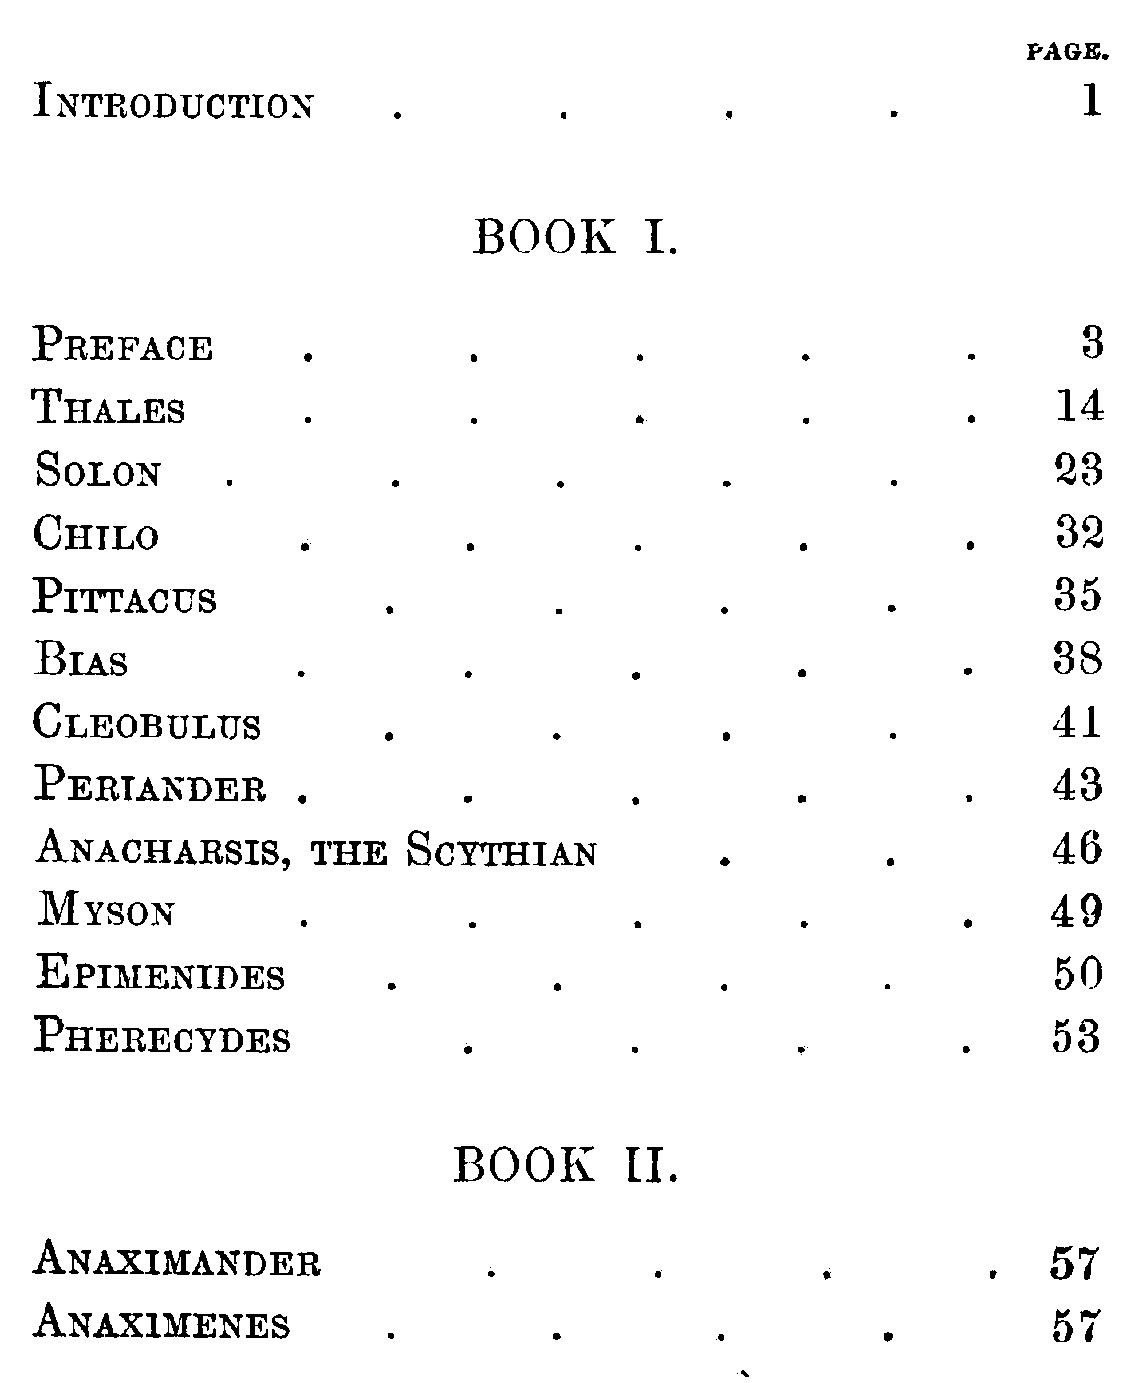 PAGE.
INTRODUCTION . . . . 1
BOOK I.
PREFACE . . . . . 3
THALES . . . . . 14
SOLON . . . . . 23
CHILO . . . . . 32
PITTACUS . . . . 35
BIAS . . . . . 38
CLEOBULUS . . . . 41
PERIANDER . . . . . 43
ANACHARSIS, THE SCYTHIAN . . 46
MYSON . . . . . 49
EPIMENIDES . . . . 50
PHERECYDES . . . . 53
BOOK II.
ANAXIMANDER . . . . 57
ANAXIMENES . . . . 57